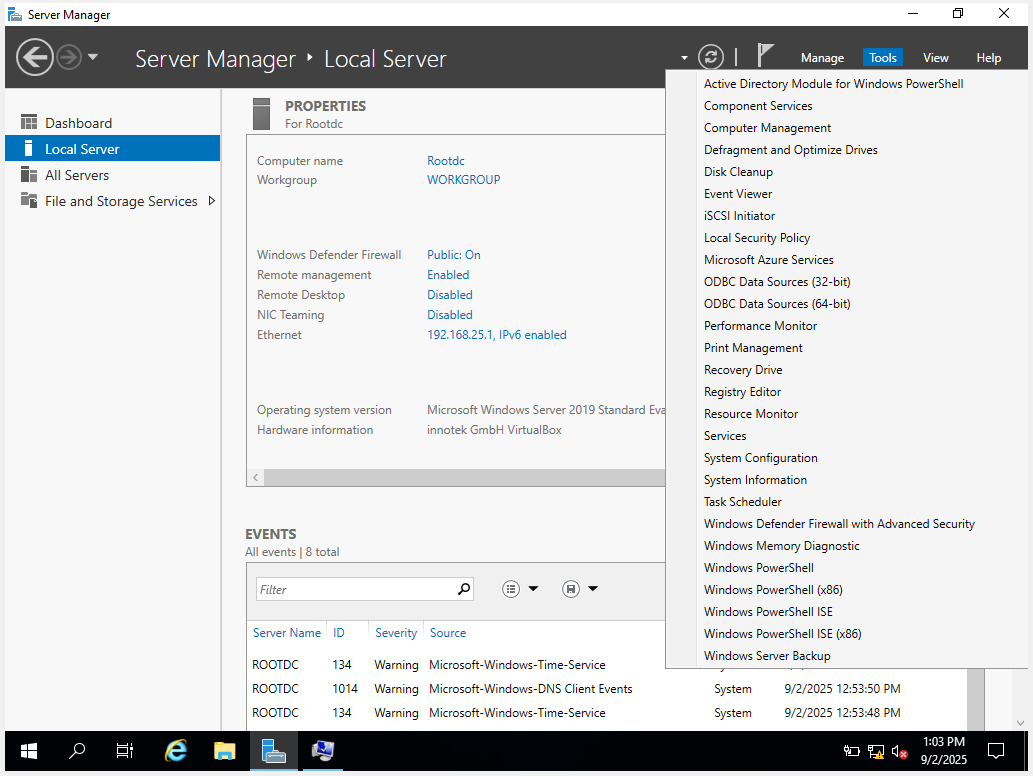 Server Manager
Server Manager Local Server
Manage Tools View Help
Dashboard
Local Server
All Servers
File and Storage Services
PROPERTIES
For Rootdc
Computer name Rootdc
Workgroup WORKGROUP
Windows Defender Firewall Public: On
Remote management Enabled
Remote Desktop Disabled
NIC Teaming Disabled
Ethernet 192.168.25.1, IPv6 enabled
Operating system version Microsoft Windows Server 2019 Standard Eva
Hardware information innotek GmbH VirtualBox
EVENTS
All events | 8 total
Filter
Server Name ID Severity Source
ROOTDC 134 Warning Microsoft-Windows-Time-Service
ROOTDC 1014 Warning Microsoft-Windows-DNS Client Events System 9/2/2025 12:53:50 PM
ROOTDC 134 Warning Microsoft-Windows-Time-Service System 9/2/2025 12:53:48 PM
Active Directory Module for Windows PowerShell
Component Services
Computer Management
Defragment and Optimize Drives
Disk Cleanup
Event Viewer
iSCSI Initiator
Local Security Policy
Microsoft Azure Services
ODBC Data Sources (32-bit)
ODBC Data Sources (64-bit)
Performance Monitor
Print Management
Recovery Drive
Registry Editor
Resource Monitor
Services
System Configuration
System Information
Task Scheduler
Windows Defender Firewall with Advanced Security
Windows Memory Diagnostic
Windows PowerShell
Windows PowerShell (x86)
Windows PowerShell ISE
Windows PowerShell ISE (x86)
Windows Server Backup
1:03 PM
9/2/2025